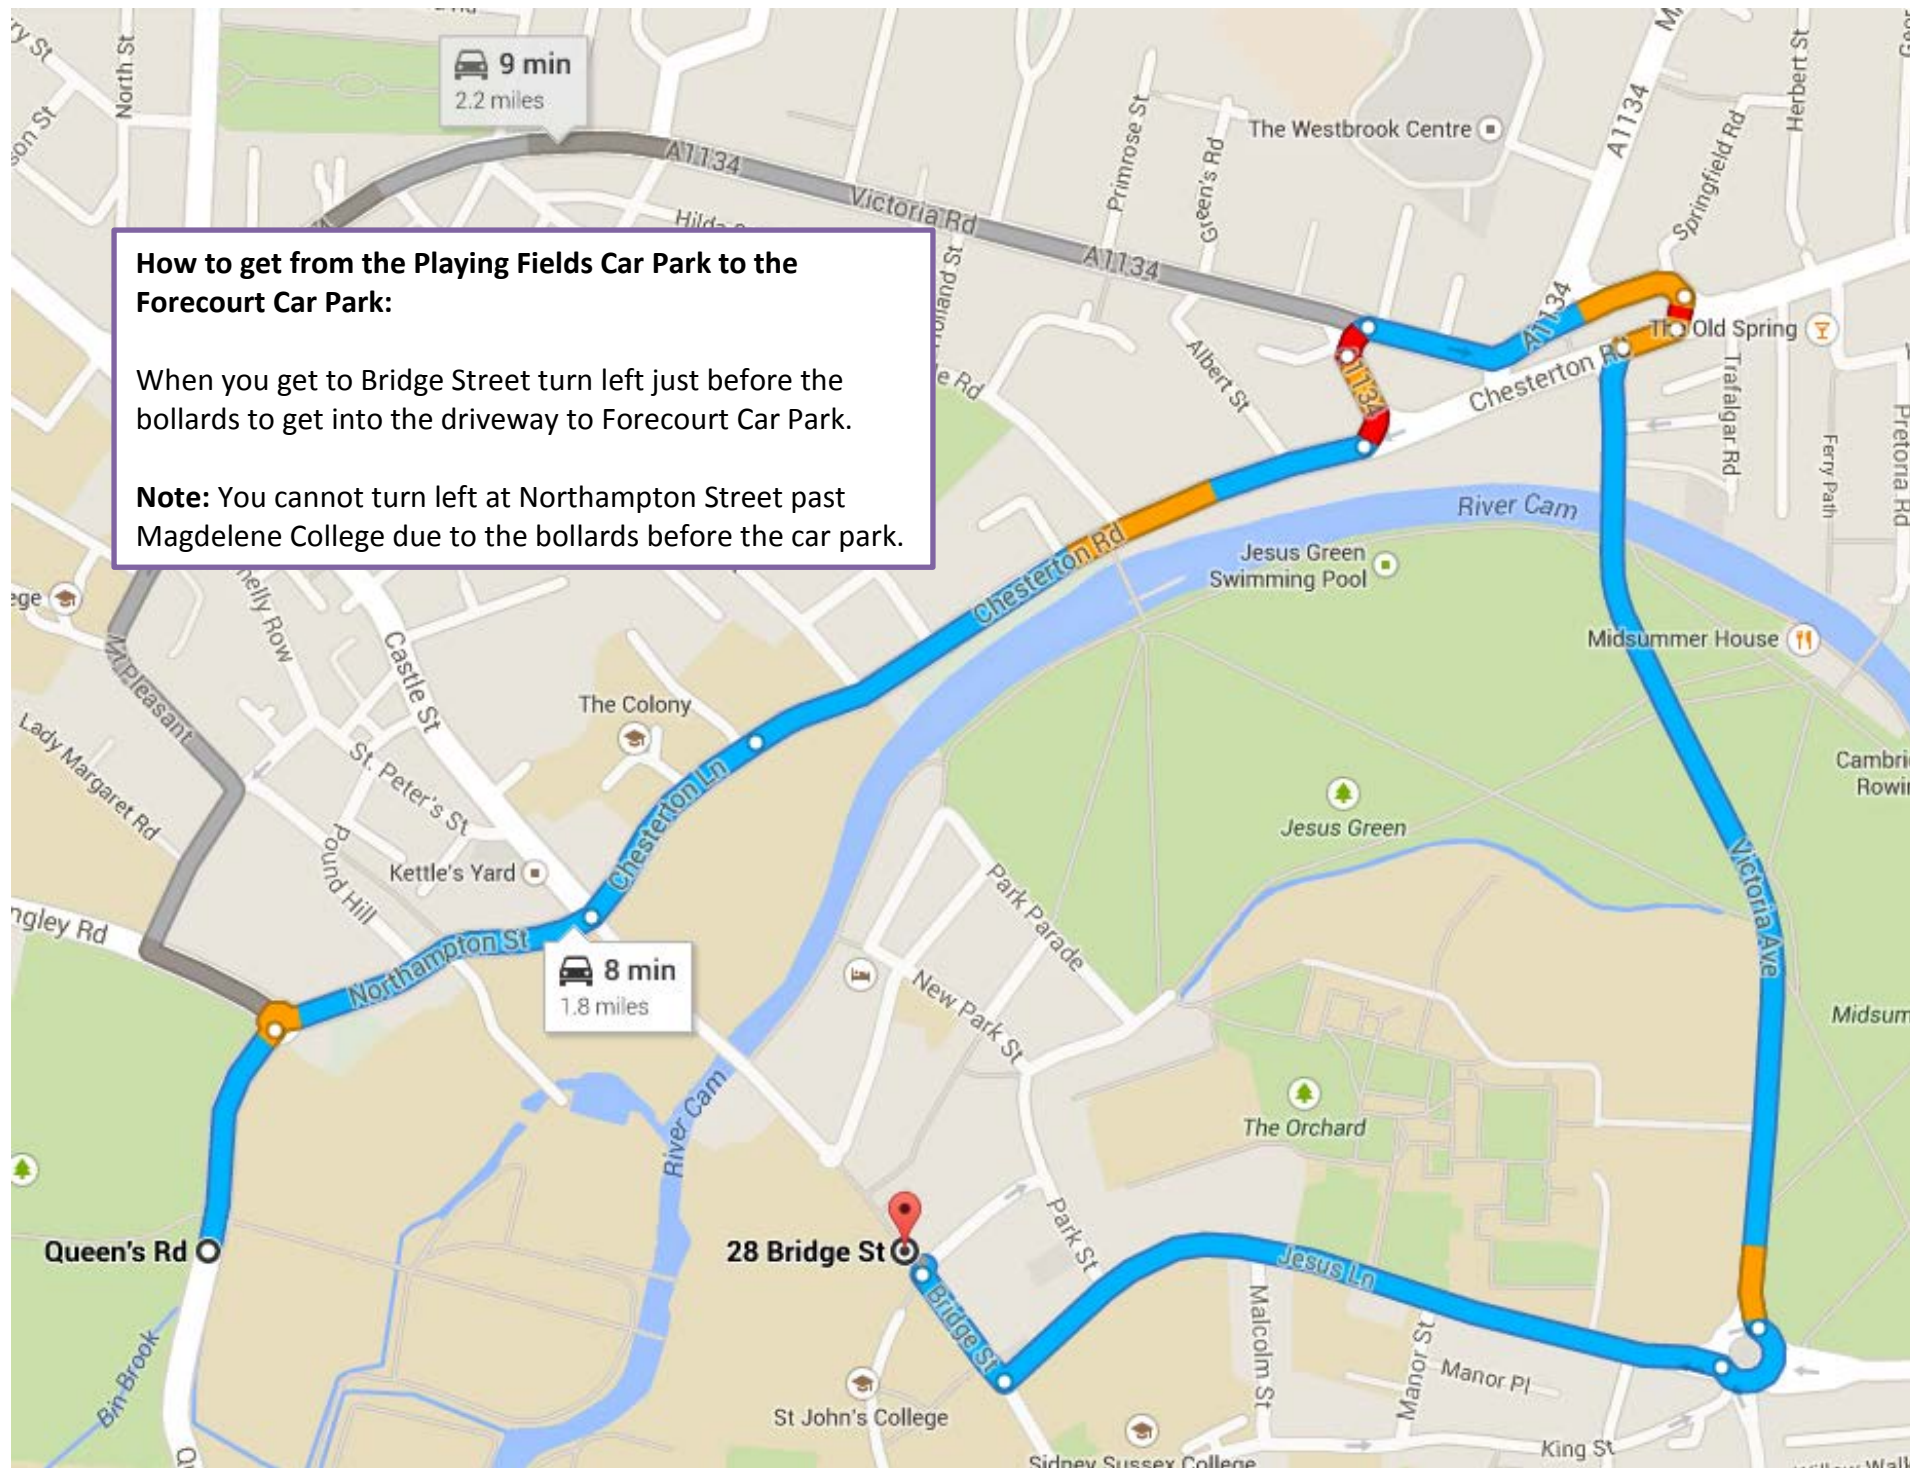 North St
9 min
2.2 miles
A1134
Victoria Rd
A1134
Primrose St
Green's Rd
The Westbrook Centre
A1134
Springfield Rd
Herbert St
How to get from the Playing Fields Car Park to the
Forecourt Car Park:
When you get to Bridge Street turn left just before the
bollards to get into the driveway to Forecourt Car Park.
Note: You cannot turn left at Northampton Street past
Magdelene College due to the bollards before the car park.
A1134
The Old Spring
Chesterton Rd
Albert St
Trafalgar Rd
Ferry Path
Pretoria Rd
River Cam
Chesterton Rd
Jesus Green
Swimming Pool
Midsummer House
Castle St
Mt Pleasant
Lady Margaret Rd
The Colony
St. Peter's St
Chesterton Ln
Pound Hill
Kettle's Yard
Jesus Green
Victoria Ave
Park Parade
Northampton St
8 min
1.8 miles
New Park St
River Cam
The Orchard
Queen's Rd
28 Bridge St
Park St
Bridge St
Jesus Ln
Malcolm St
Manor St
Manor Pl
Bin Brook
St John's College
Sidney Sussex College
King St